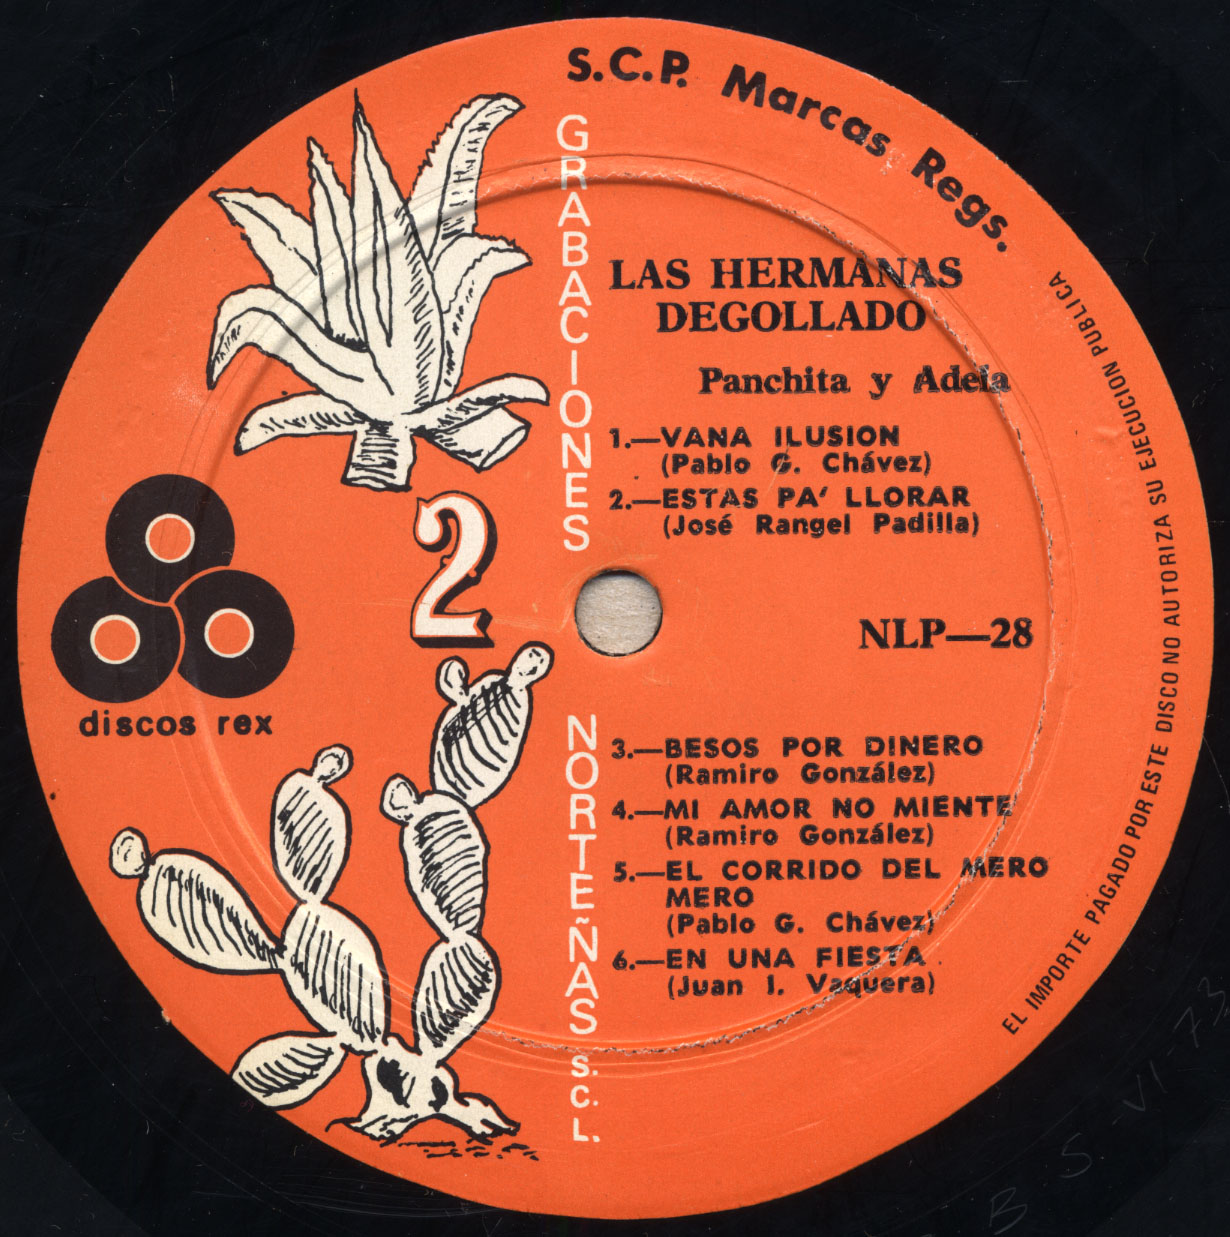 S.C.P. Marcas Regs.
GRABACIONES
NORTEÑAS S.C.L.
LAS HERMANAS
DEGOLLADO
Panchita y Adela
1.—VANA ILUSION
(Pablo G. Chávez)
2.—ESTAS PA' LLORAR
(José Rangel Padilla)
2
NLP—28
discos rex
3.—BESOS POR DINERO
(Ramiro González)
4.—MI AMOR NO MIENTE
(Ramiro González)
5.—EL CORRIDO DEL MERO
MERO
(Pablo G. Chávez)
6.—EN UNA FIESTA
(Juan I. Vaquera)
EL IMPORTE PAGADO POR ESTE DISCO NO AUTORIZA SU EJECUCION PUBLICA